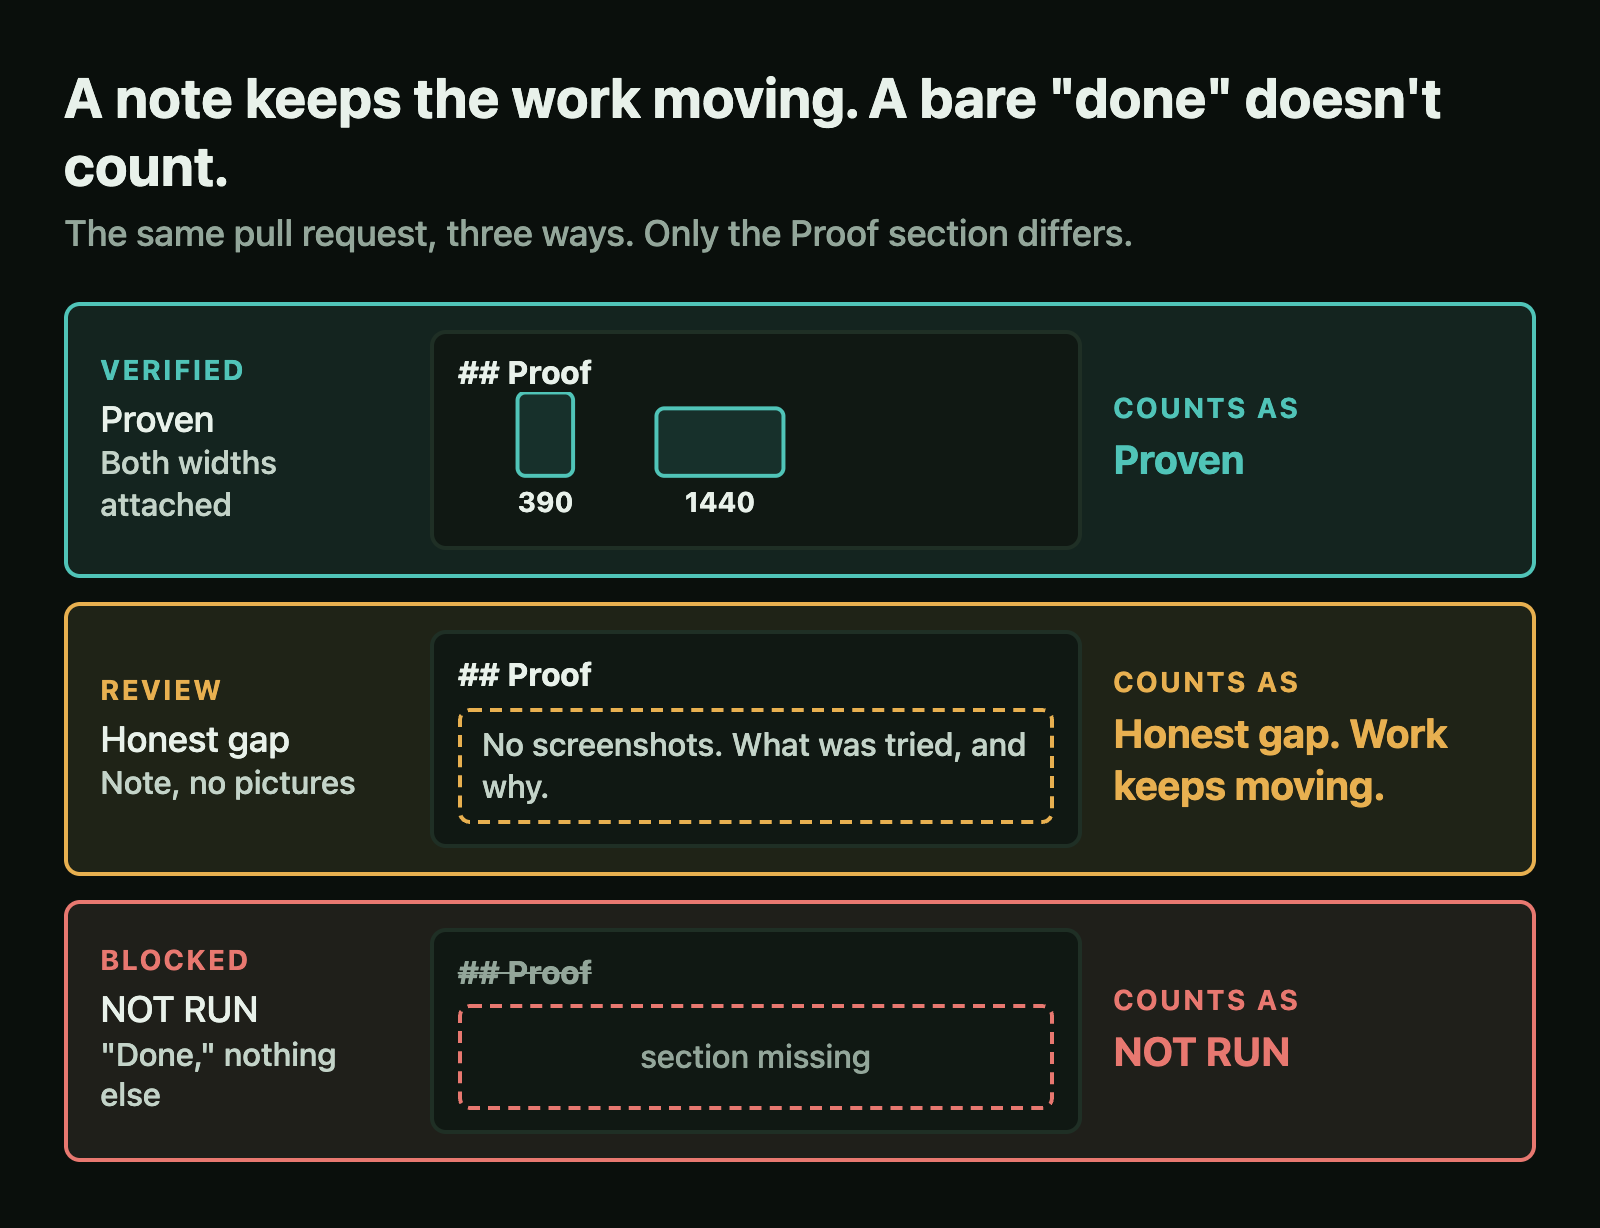 A note keeps the work moving. A bare "done" doesn't
count.
The same pull request, three ways. Only the Proof section differs.
VERIFIED
Proven
Both widths
attached
## Proof
390
1440
COUNTS AS
Proven
REVIEW
Honest gap
Note, no pictures
## Proof
No screenshots. What was tried, and
why.
COUNTS AS
Honest gap. Work
keeps moving.
BLOCKED
NOT RUN
"Done," nothing
else
## Proof
section missing
COUNTS AS
NOT RUN